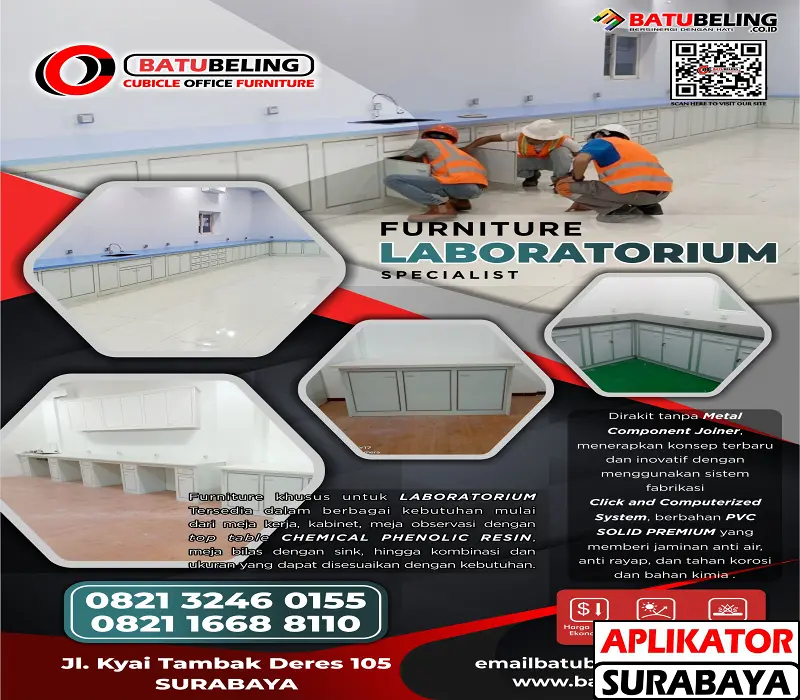 BATUBELING
CUBICLE OFFICE FURNITURE
BATUBELING
.CO.ID
BERSINERGI DENGAN HATI
BATUBELING
SCAN HERE TO VISIT OUR SITE
FURNITURE
LABORATORIUM
SPECIALIST
Dirakit tanpa Metal
Component Joiner,
menerapkan konsep terbaru
dan inovatif dengan
menggunakan sistem
fabrikasi
Click and Computerized
System, berbahan PVC
SOLID PREMIUM yang
memberi jaminan anti air,
anti rayap, dan tahan korosi
dan bahan kimia .
Furniture khusus untuk LABORATORIUM
Tersedia dalam berbagai kebutuhan mulai
dari meja kerja, kabinet, meja observasi dengan
top table CHEMICAL PHENOLIC RESIN,
meja bilas dengan sink, hingga kombinasi dan
ukuran yang dapat disesuaikan dengan kebutuhan.
0821 3246 0155
0821 1668 8110
Harga
Jl. Kyai Tambak Deres 105
SURABAYA
APLIKATOR
SURABAYA